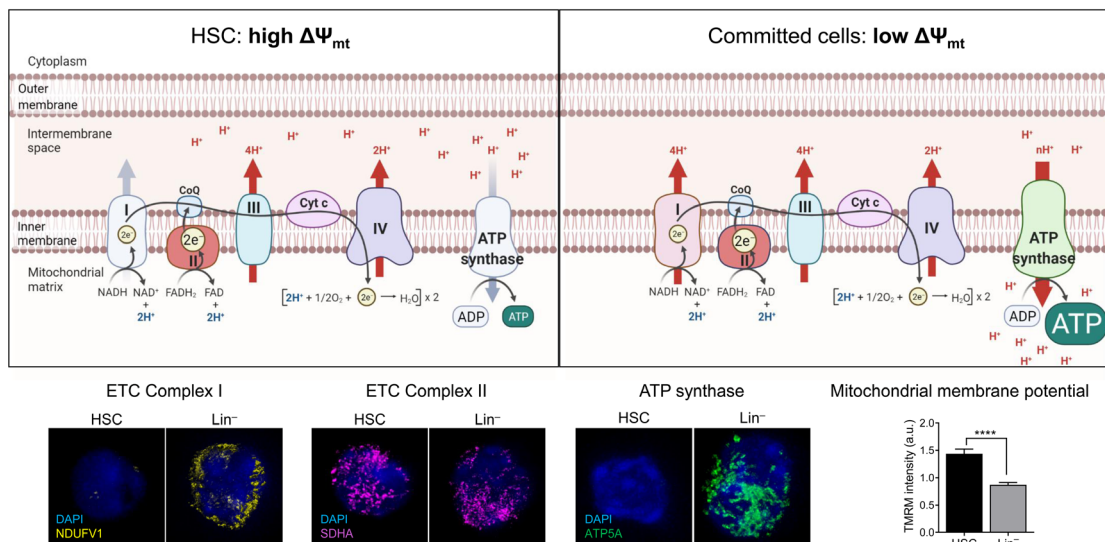 HSC: high ΔΨmt
Cytoplasm
Outer
membrane
Intermembrane
space
H⁺ H⁺ H⁺ H⁺ H⁺ H⁺ H⁺ H⁺ H⁺ H⁺ H⁺
4H⁺
2H⁺
I
CoQ
III
Cyt c
IV
Inner
membrane
2e⁻
2e⁻
II
ATP
synthase
Mitochondrial
matrix
NADH
NAD⁺
+
2H⁺
FADH₂
FAD
+
2H⁺
[2H⁺ + 1/2O₂ + 2e⁻ → H₂O] x 2
ADP
ATP
Committed cells: low ΔΨmt
4H⁺
4H⁺
2H⁺
nH⁺
H⁺ H⁺ H⁺ H⁺
I
CoQ
III
Cyt c
IV
2e⁻
2e⁻
II
ATP
synthase
NADH
NAD⁺
+
2H⁺
FADH₂
FAD
+
2H⁺
[2H⁺ + 1/2O₂ + 2e⁻ → H₂O] x 2
H⁺ H⁺
ADP
ATP
H⁺ H⁺ H⁺ H⁺ H⁺ H⁺
ETC Complex I
HSC
Lin⁻
DAPI
NDUFV1
ETC Complex II
HSC
Lin⁻
DAPI
SDHA
ATP synthase
HSC
Lin⁻
DAPI
ATP5A
Mitochondrial membrane potential
TMRM intensity (a.u.)
2.0
1.5
1.0
0.5
0.0
****
HSC Lin⁻